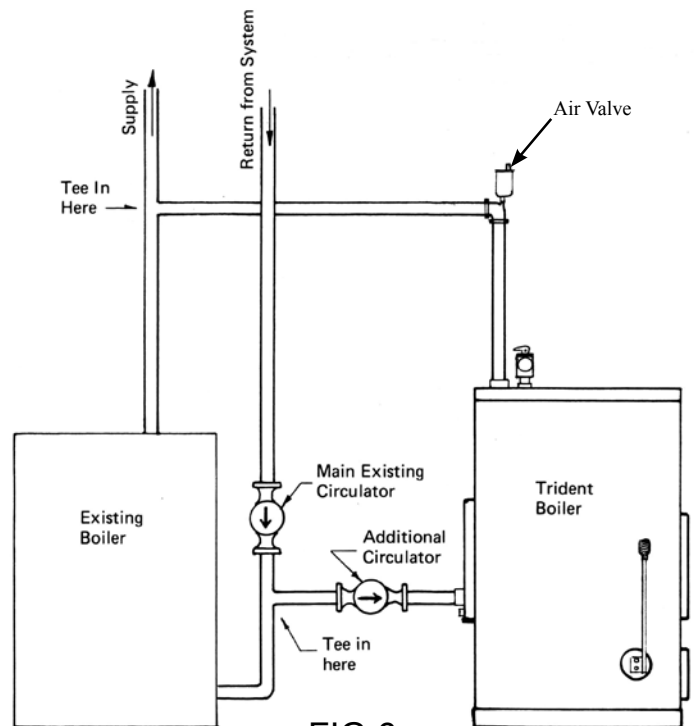 Supply
Return from System
Air Valve
Tee In
Here
Main Existing
Circulator
Existing
Boiler
Additional
Circulator
Trident
Boiler
Tee in
here